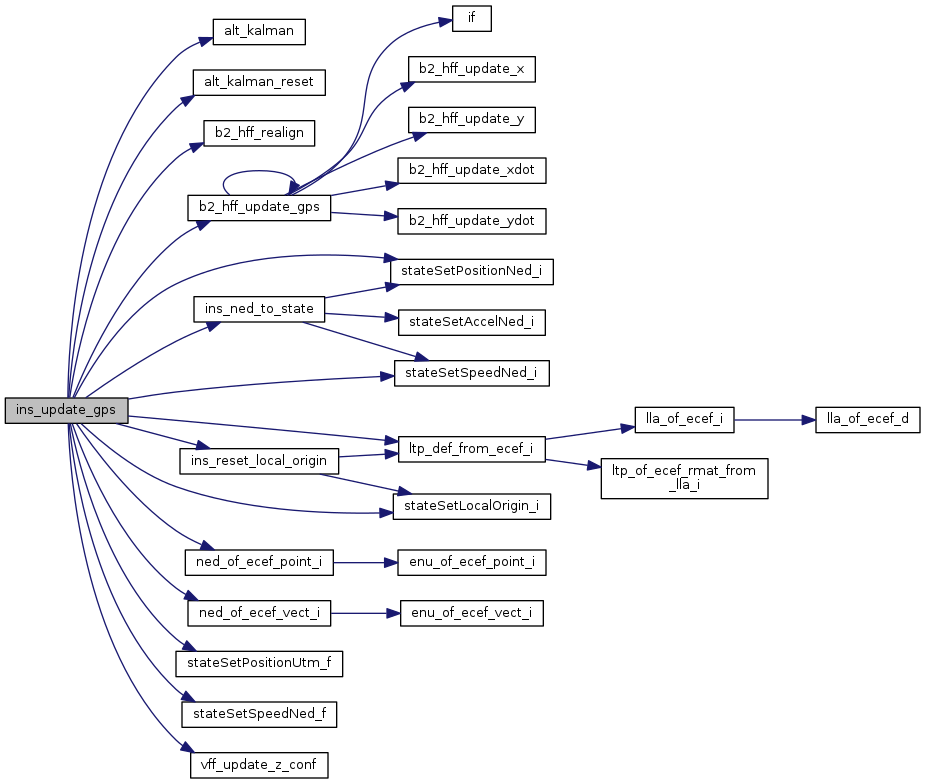 if
alt_kalman
b2_hff_update_x
alt_kalman_reset
b2_hff_update_y
b2_hff_realign
b2_hff_update_xdot
b2_hff_update_gps
b2_hff_update_ydot
stateSetPositionNed_i
ins_ned_to_state
stateSetAccelNed_i
stateSetSpeedNed_i
ins_update_gps
lla_of_ecef_i
lla_of_ecef_d
ltp_def_from_ecef_i
ins_reset_local_origin
ltp_of_ecef_rmat_from
_lla_i
stateSetLocalOrigin_i
ned_of_ecef_point_i
enu_of_ecef_point_i
ned_of_ecef_vect_i
enu_of_ecef_vect_i
stateSetPositionUtm_f
stateSetSpeedNed_f
vff_update_z_conf